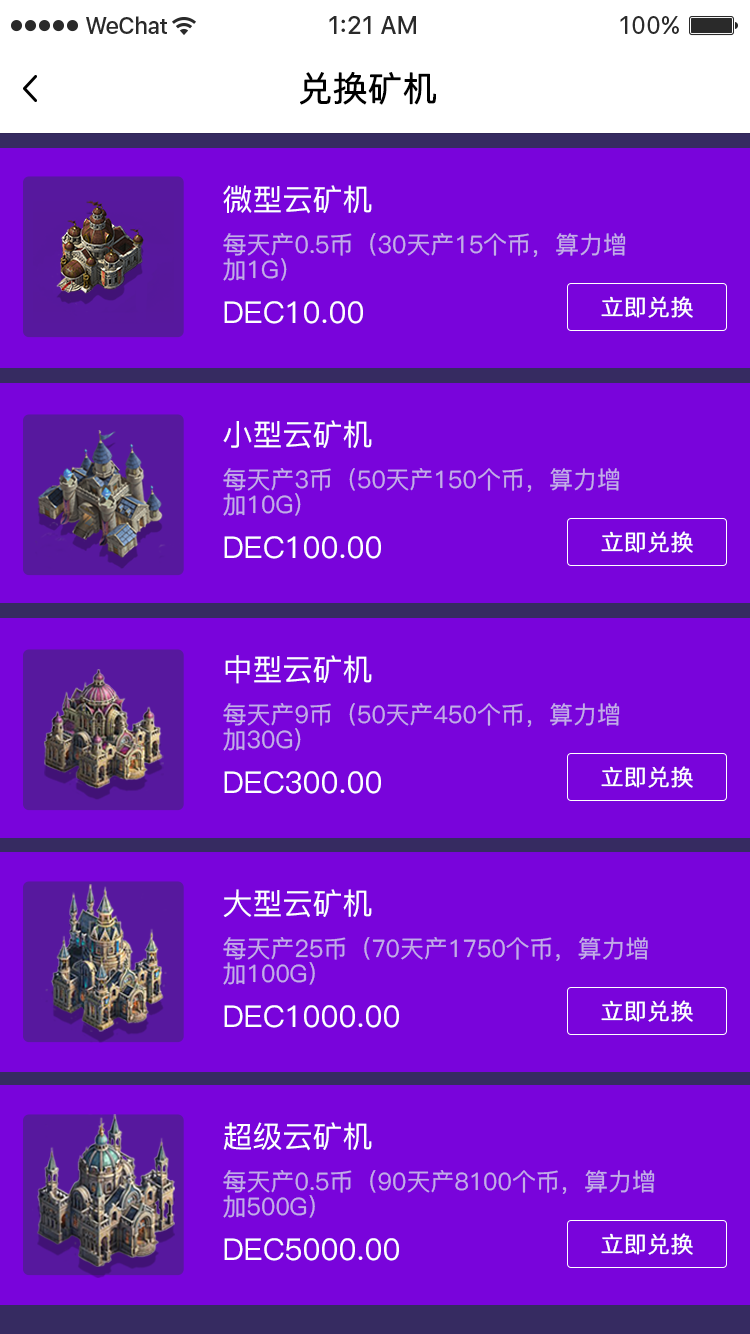 WeChat 1:21 AM 100%
兑换矿机
微型云矿机
每天产0.5币（30天产15个币，算力增
加1G）
DEC10.00
立即兑换
小型云矿机
每天产3币（50天产150个币，算力增
加10G）
DEC100.00
立即兑换
中型云矿机
每天产9币（50天产450个币，算力增
加30G）
DEC300.00
立即兑换
大型云矿机
每天产25币（70天产1750个币，算力增
加100G）
DEC1000.00
立即兑换
超级云矿机
每天产0.5币（90天产8100个币，算力增
加500G）
DEC5000.00
立即兑换